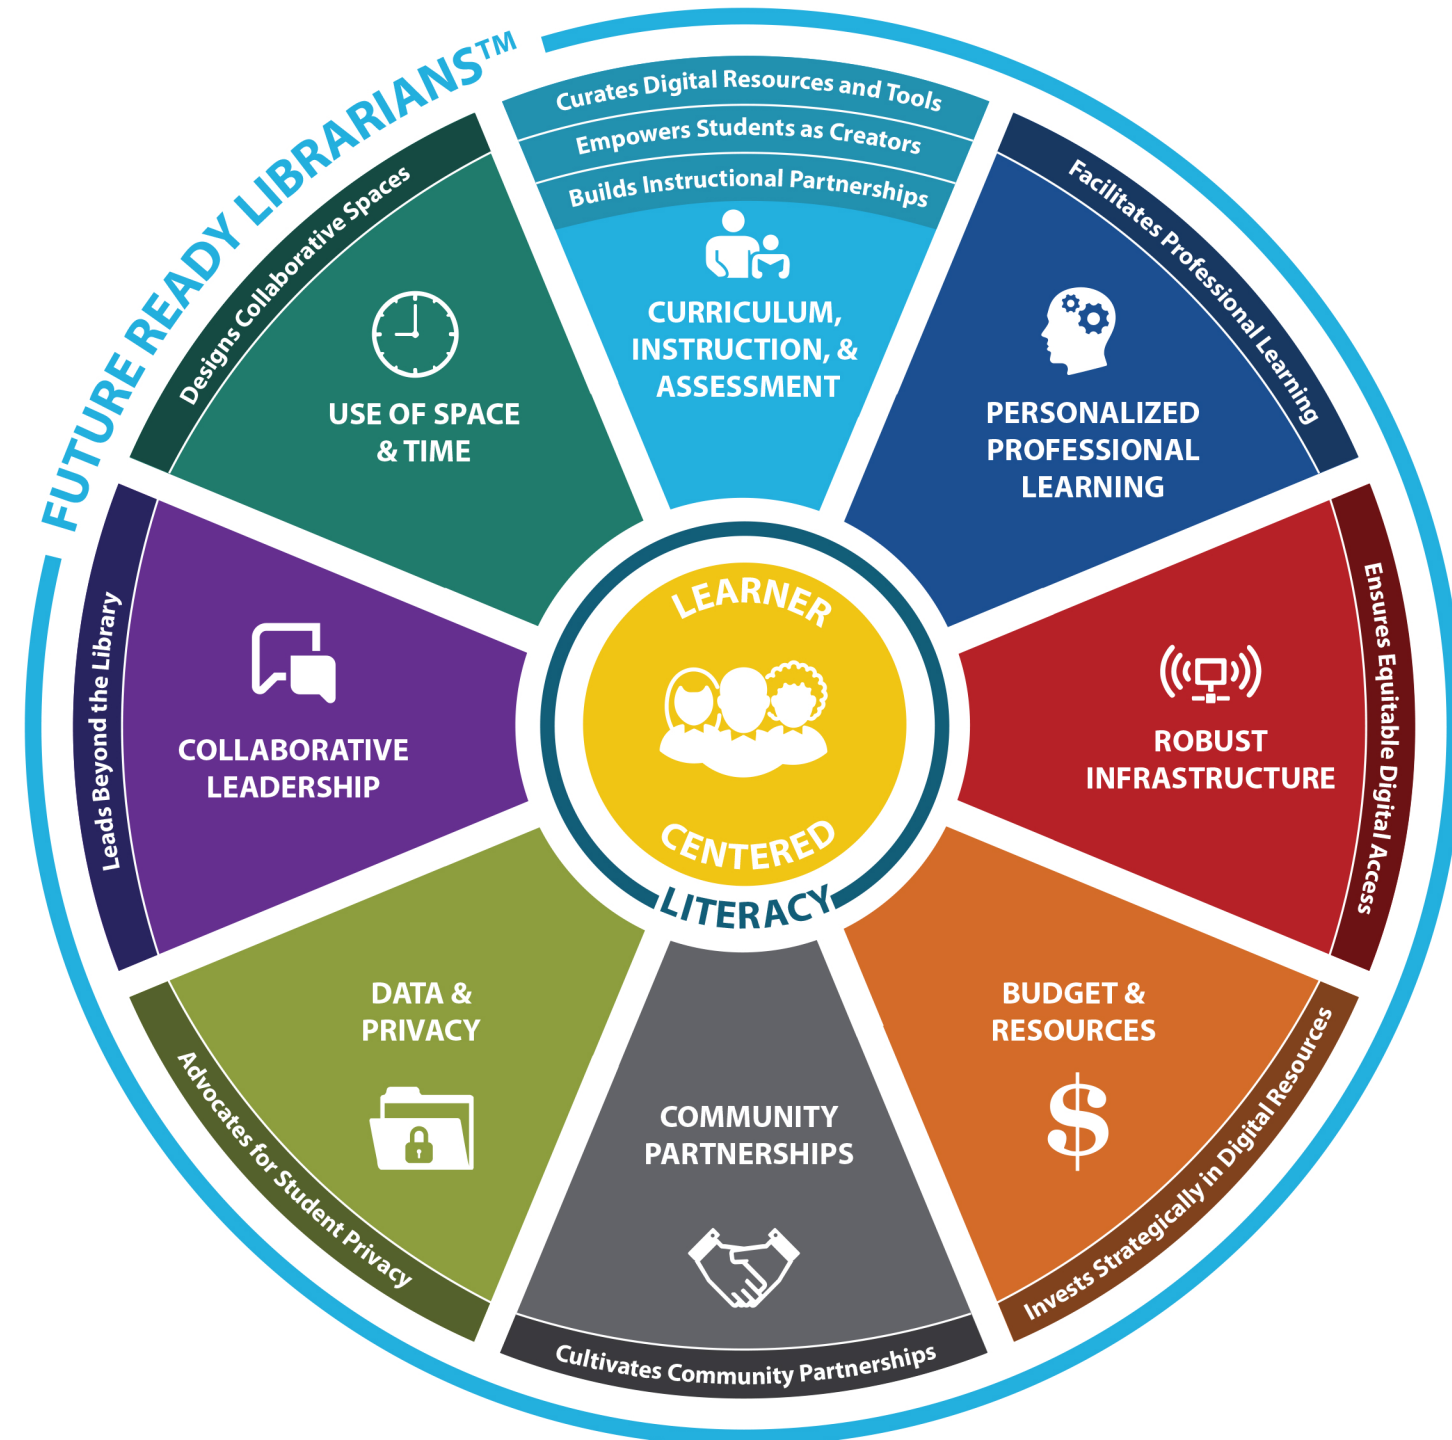 FUTURE READY LIBRARIANS™
Curates Digital Resources and Tools
Empowers Students as Creators
Builds Instructional Partnerships
CURRICULUM,
INSTRUCTION, &
ASSESSMENT
Facilitates Professional Learning
PERSONALIZED
PROFESSIONAL
LEARNING
Ensures Equitable Digital Access
ROBUST
INFRASTRUCTURE
Invests Strategically in Digital Resources
BUDGET &
RESOURCES
$
Cultivates Community Partnerships
COMMUNITY
PARTNERSHIPS
Advocates for Student Privacy
DATA &
PRIVACY
Leads Beyond the Library
COLLABORATIVE
LEADERSHIP
Designs Collaborative Spaces
USE OF SPACE
& TIME
LEARNER
CENTERED
LITERACY